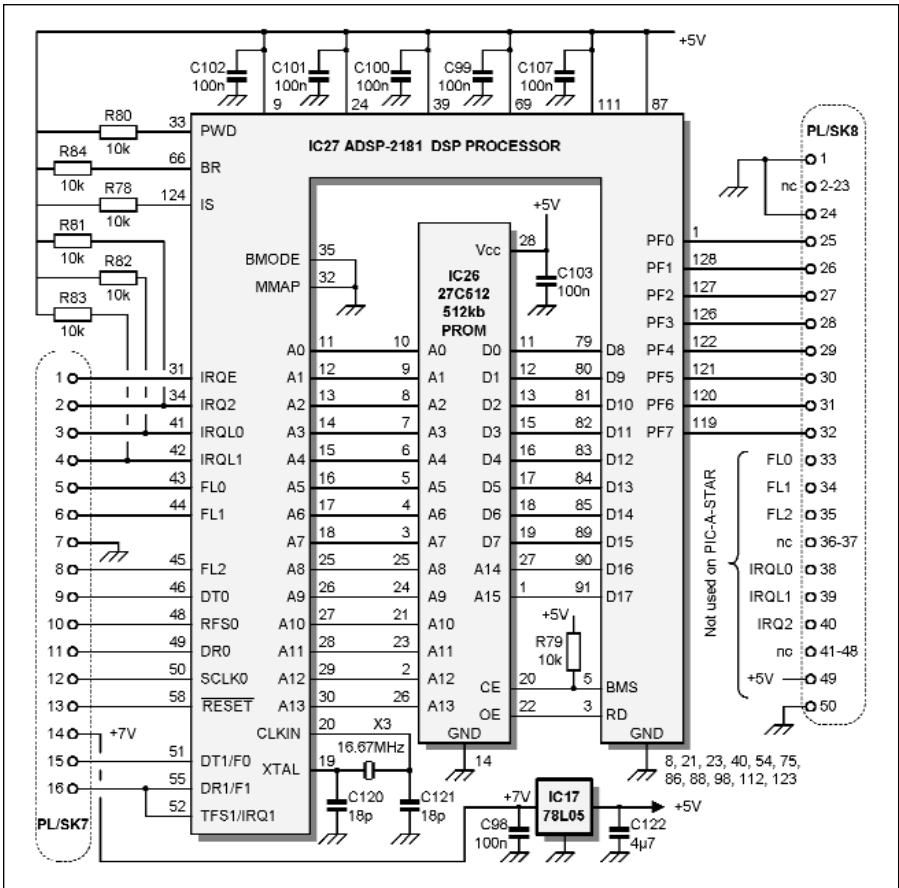 +5V
C102
100n
C101
100n
C100
100n
C99
100n
C107
100n
9
24
39
69
111
87
IC27 ADSP-2181 DSP PROCESSOR
R80
10k
33
PWD
R84
10k
66
BR
R78
10k
124
IS
R81
10k
R82
10k
R83
10k
BMODE
35
MMAP
32
IC26
27C512
512kb
PROM
Vcc
28
+5V
C103
100n
PL/SK7
1
31
IRQE
2
34
IRQ2
3
41
IRQL0
4
42
IRQL1
5
43
FL0
6
44
FL1
7
8
45
FL2
9
46
DT0
10
48
RFS0
11
49
DR0
12
50
SCLK0
13
58
RESET
14
+7V
15
51
DT1/F0
16
55
DR1/F1
52
TFS1/IRQ1
A0 11 10 A0
A1 12 9 A1
A2 13 8 A2
A3 14 7 A3
A4 15 6 A4
A5 16 5 A5
A6 17 4 A6
A7 18 3 A7
A8 25 25 A8
A9 26 24 A9
A10 27 21 A10
A11 28 23 A11
A12 29 2 A12
A13 30 26 A13
CLKIN 20
X3
16.67MHz
XTAL 19
C120
18p
C121
18p
D0 11 79 D8
D1 12 80 D9
D2 13 81 D10
D3 15 82 D11
D4 16 83 D12
D5 17 84 D13
D6 18 85 D14
D7 19 89 D15
A14 27 90 D16
A15 1 91 D17
+5V
R79
10k
CE 20 5 BMS
OE 22 3 RD
GND
14
GND
8, 21, 23, 40, 54, 75,
86, 88, 98, 112, 123
+7V
IC17
78L05
+5V
C98
100n
C122
4µ7
PL/SK8
1
nc 2-23
24
PF0 1 25
PF1 128 26
PF2 127 27
PF3 126 28
PF4 122 29
PF5 121 30
PF6 120 31
PF7 119 32
Not used on PIC-A-STAR
FL0 33
FL1 34
FL2 35
nc 36-37
IRQL0 38
IRQL1 39
IRQ2 40
nc 41-48
+5V 49
50